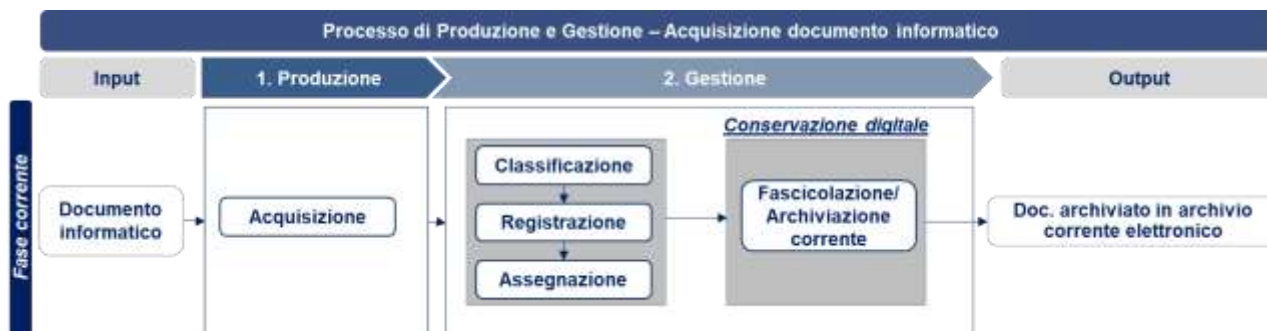 Processo di Produzione e Gestione – Acquisizione documento informatico
Input
1. Produzione
2. Gestione
Output
Fase corrente
Documento
informatico
Acquisizione
Classificazione
Registrazione
Assegnazione
Conservazione digitale
Fascicolazione/
Archiviazione
corrente
Doc. archiviato in archivio
corrente elettronico